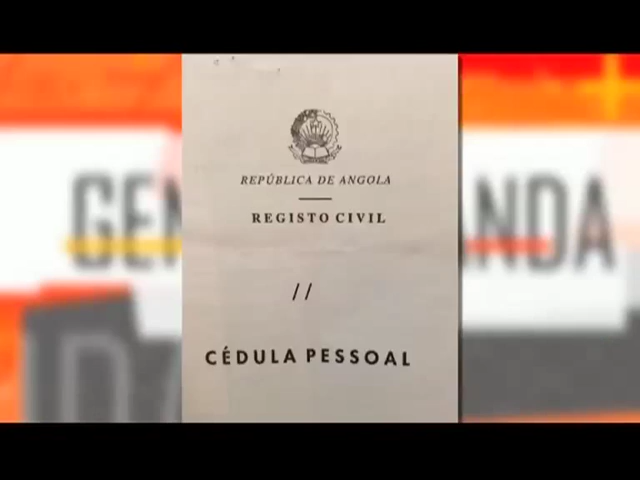 REPÚBLICA DE ANGOLA
REGISTO CIVIL
//
CÉDULA PESSOAL